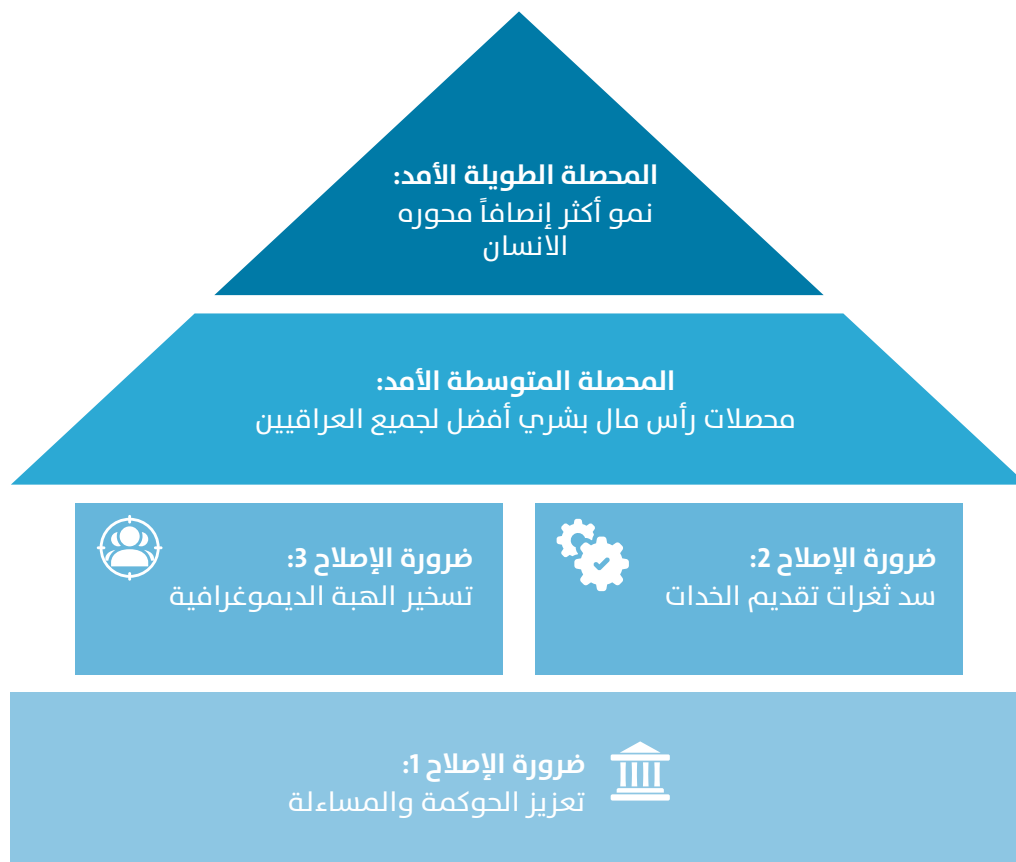 المحصلة الطويلة الأمد:
نمو أكثر إنصافاً محوره
الانسان
المحصلة المتوسطة الأمد:
محصلات رأس مال بشري أفضل لجميع العراقيين
ضرورة الإصلاح 2:
سد ثغرات تقديم الخدات
ضرورة الإصلاح 3:
تسخير الهبة الديموغرافية
ضرورة الإصلاح 1:
تعزيز الحوكمة والمساءلة